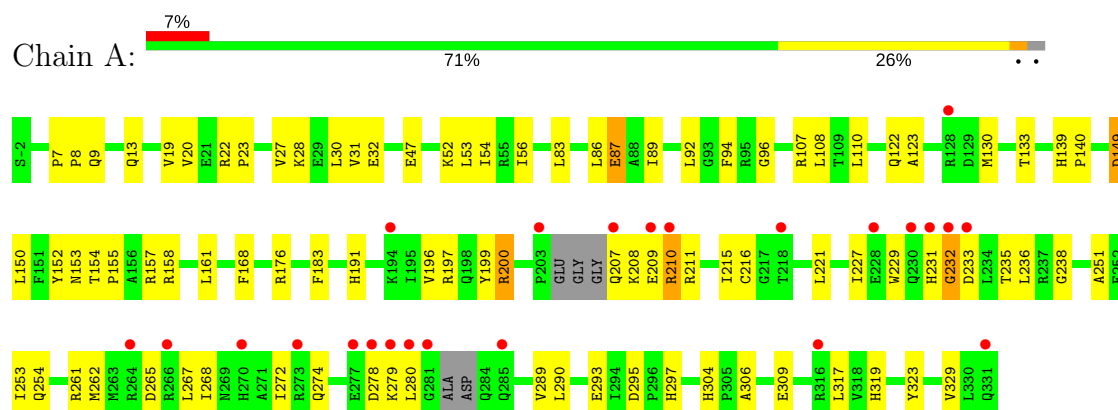 7%
Chain A:
71% 26% • •
S-2 P7 P8 Q9 Q13 V19 V20 E21 R22 P23 V27 K28 E29 L30 V31 E32 E47 K52 L53 I54 R55 I56 L83 L86 E87 A88 I89 L92 G93 F94 R95 G96 R107 L108 T109 L110 Q122 A123 R128 D129 M130 T133 H139 P140
L150 F151 Y152 N153 T154 P155 A156 R157 R158 L161 F168 R176 F183 H191 K194 I195 V196 R197 Q198 Y199 R200 P203 GLU GLY GLY Q207 K208 E209 R210 R211 I215 C216 G217 T218 L221 I227 E228 W229 Q230 H231 G232 D233 L234 T235 L236 R237 G238 A251
I253 Q254 R261 M262 M263 R264 D265 R266 L267 I268 N269 H270 A271 I272 R273 Q274 E277 D278 K279 L280 G281 ALA ASP Q284 Q285 V289 L290 E293 I294 D295 P296 H297 H304 P305 A306 E309 R316 L317 V318 H319 Y323 V329 L330 Q331